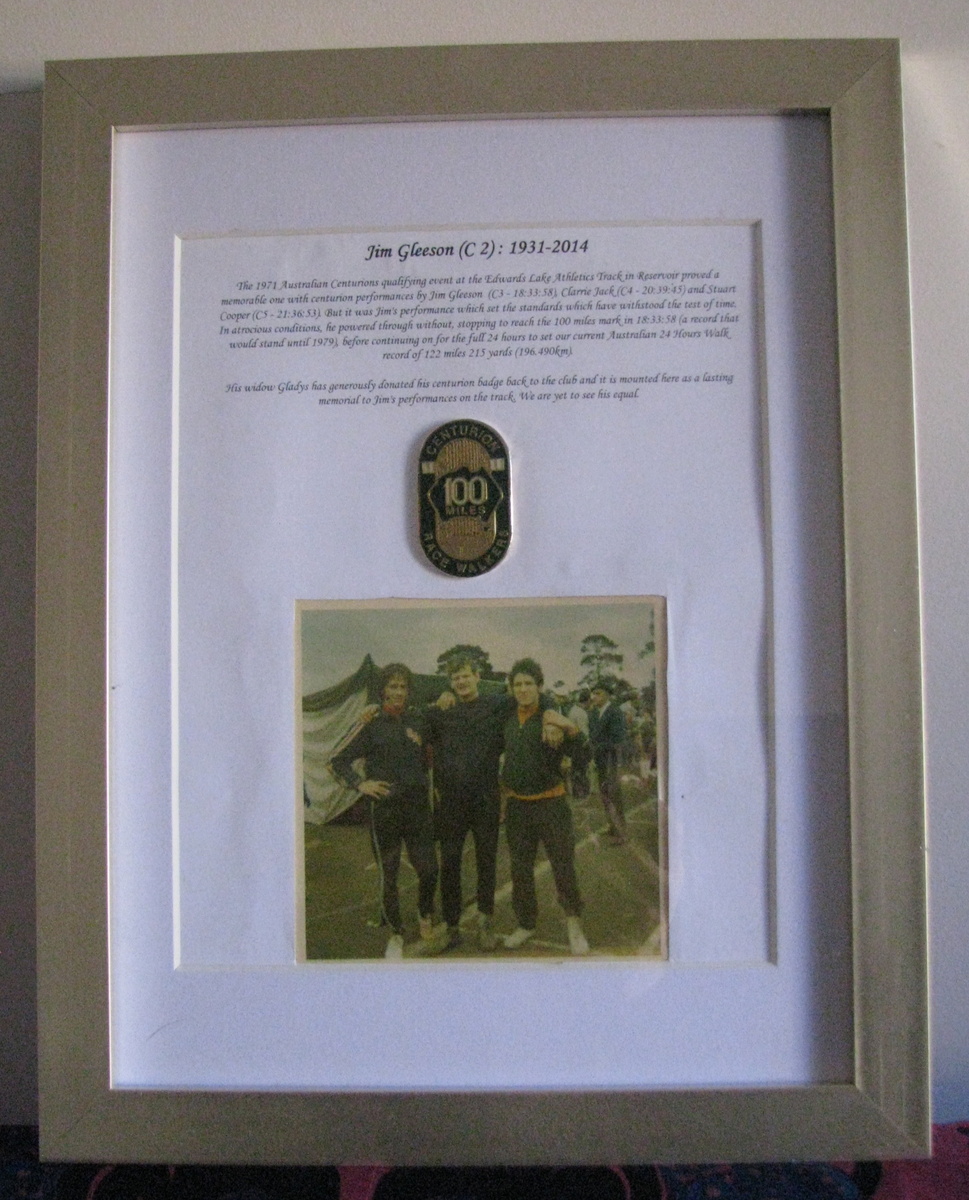 Jim Gleeson (C 2) : 1931-2014
The 1971 Australian Centurions qualifying event at the Edwards Lake Athletics Track in Reservoir proved a
memorable one with centurion performances by Jim Gleeson (C3 - 18:33:58), Clarrie Jack (C4 - 20:39:45) and Stuart
Cooper (C5 - 21:36:53). But it was Jim's performance which set the standards which have withstood the test of time.
In atrocious conditions, he powered through without, stopping to reach the 100 miles mark in 18:33:58 (a record that
would stand until 1979), before continuing on for the full 24 hours to set our current Australian 24 Hours Walk
record of 122 miles 215 yards (196.490km).
His widow Gladys has generously donated his centurion badge back to the club and it is mounted here as a lasting
memorial to Jim's performances on the track. We are yet to see his equal.
CENTURION
100
MILES
RACE WALKERS